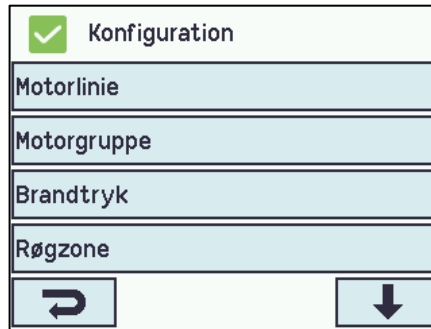 Konfiguration
Motorlinie
Motorgruppe
Brandtryk
Røgzone